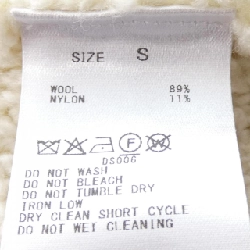 SIZE S
WOOL 89%
NYLON 11%
F W
DS006
DO NOT WASH
DO NOT BLEACH
DO NOT TUMBLE DRY
IRON LOW
DRY CLEAN SHORT CYCLE
DO NOT WET CLEANING